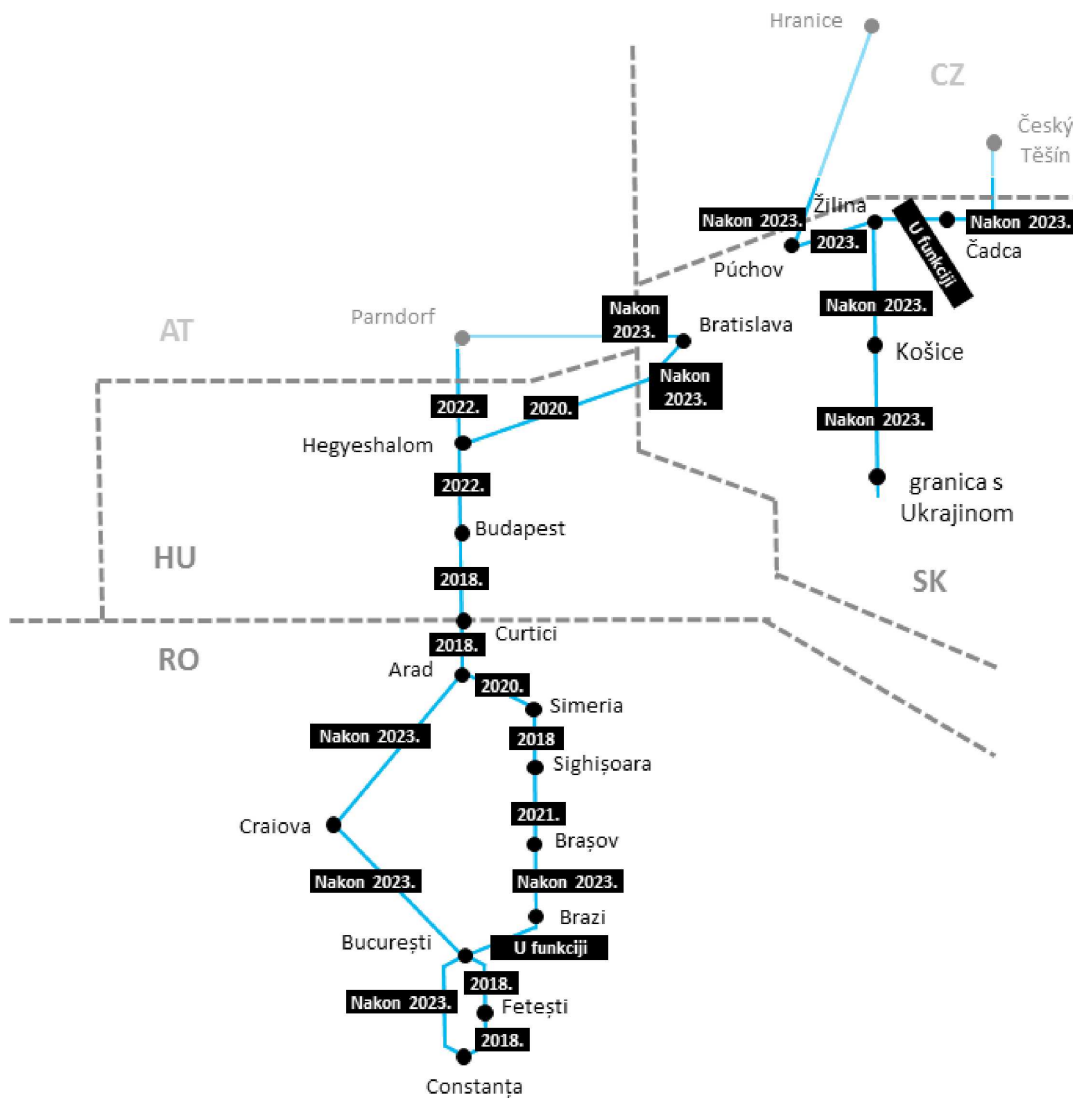 Hranice
CZ
Český
Těšín
Nakon 2023.
Žilina
Nakon 2023.
U funkciji
2023.
Čadca
Púchov
Nakon 2023.
Nakon
2023.
Bratislava
Parndorf
AT
Košice
Nakon
2023.
2022.
2020.
Nakon 2023.
Hegyeshalom
granica s
Ukrajinom
2022.
Budapest
HU
2018.
SK
Curtici
2018.
RO
Arad
2020.
Simeria
Nakon 2023.
2018
Sighișoara
2021.
Craiova
Brașov
Nakon 2023.
Nakon 2023.
Brazi
București
U funkciji
2018.
Nakon 2023.
Fetești
2018.
Constanța